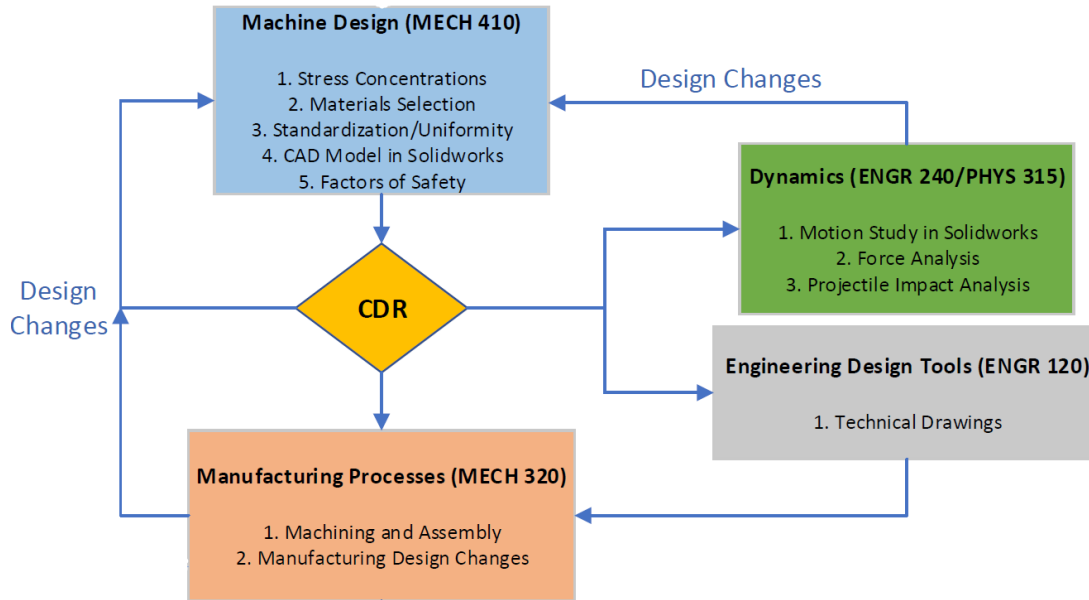 Machine Design (MECH 410)
1. Stress Concentrations
2. Materials Selection
3. Standardization/Uniformity
4. CAD Model in Solidworks
5. Factors of Safety
Design Changes
Dynamics (ENGR 240/PHYS 315)
1. Motion Study in Solidworks
2. Force Analysis
3. Projectile Impact Analysis
Design
Changes
CDR
Engineering Design Tools (ENGR 120)
1. Technical Drawings
Manufacturing Processes (MECH 320)
1. Machining and Assembly
2. Manufacturing Design Changes